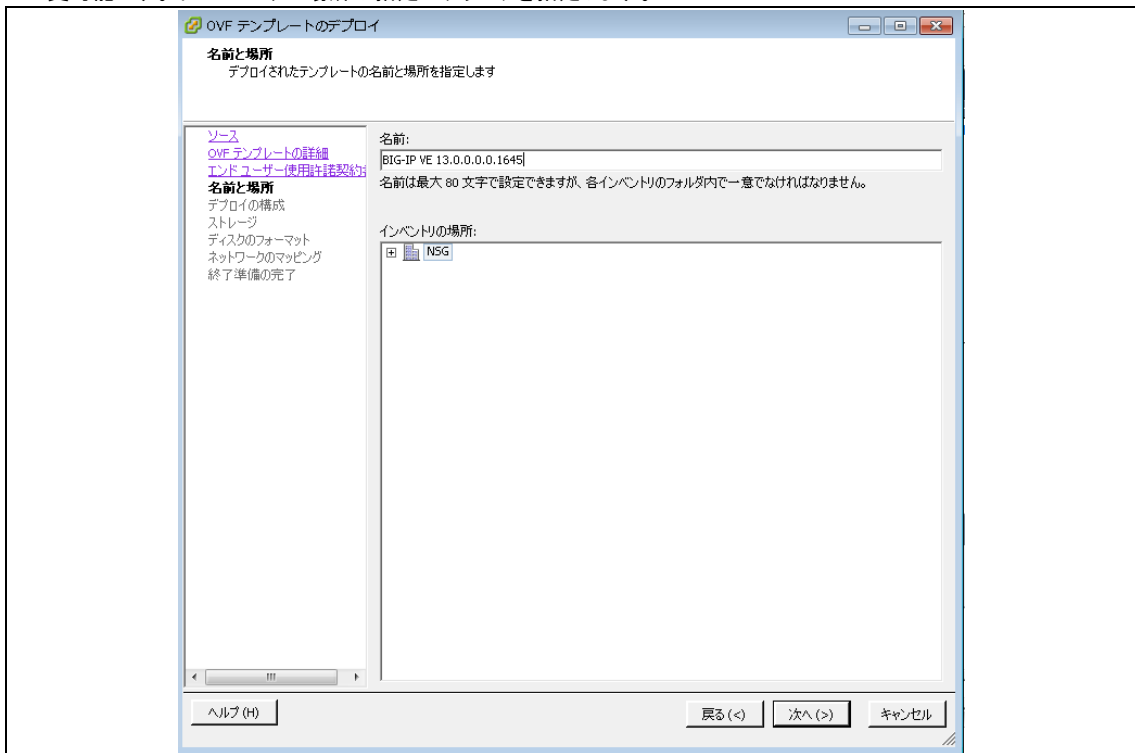 OVF テンプレートのデプロイ
名前と場所
デプロイされたテンプレートの名前と場所を指定します
ソース
OVF テンプレートの詳細
エンド ユーザー使用許諾契約
名前と場所
デプロイの構成
ストレージ
ディスクのフォーマット
ネットワークのマッピング
終了準備の完了
名前:
BIG-IP VE 13.0.0.0.0.1645
名前は最大 80 文字で設定できますが、各インベントリのフォルダ内で一意でなければなりません。
インベントリの場所:
NSG
ヘルプ(H)
戻る(<)
次へ(>)
キャンセル